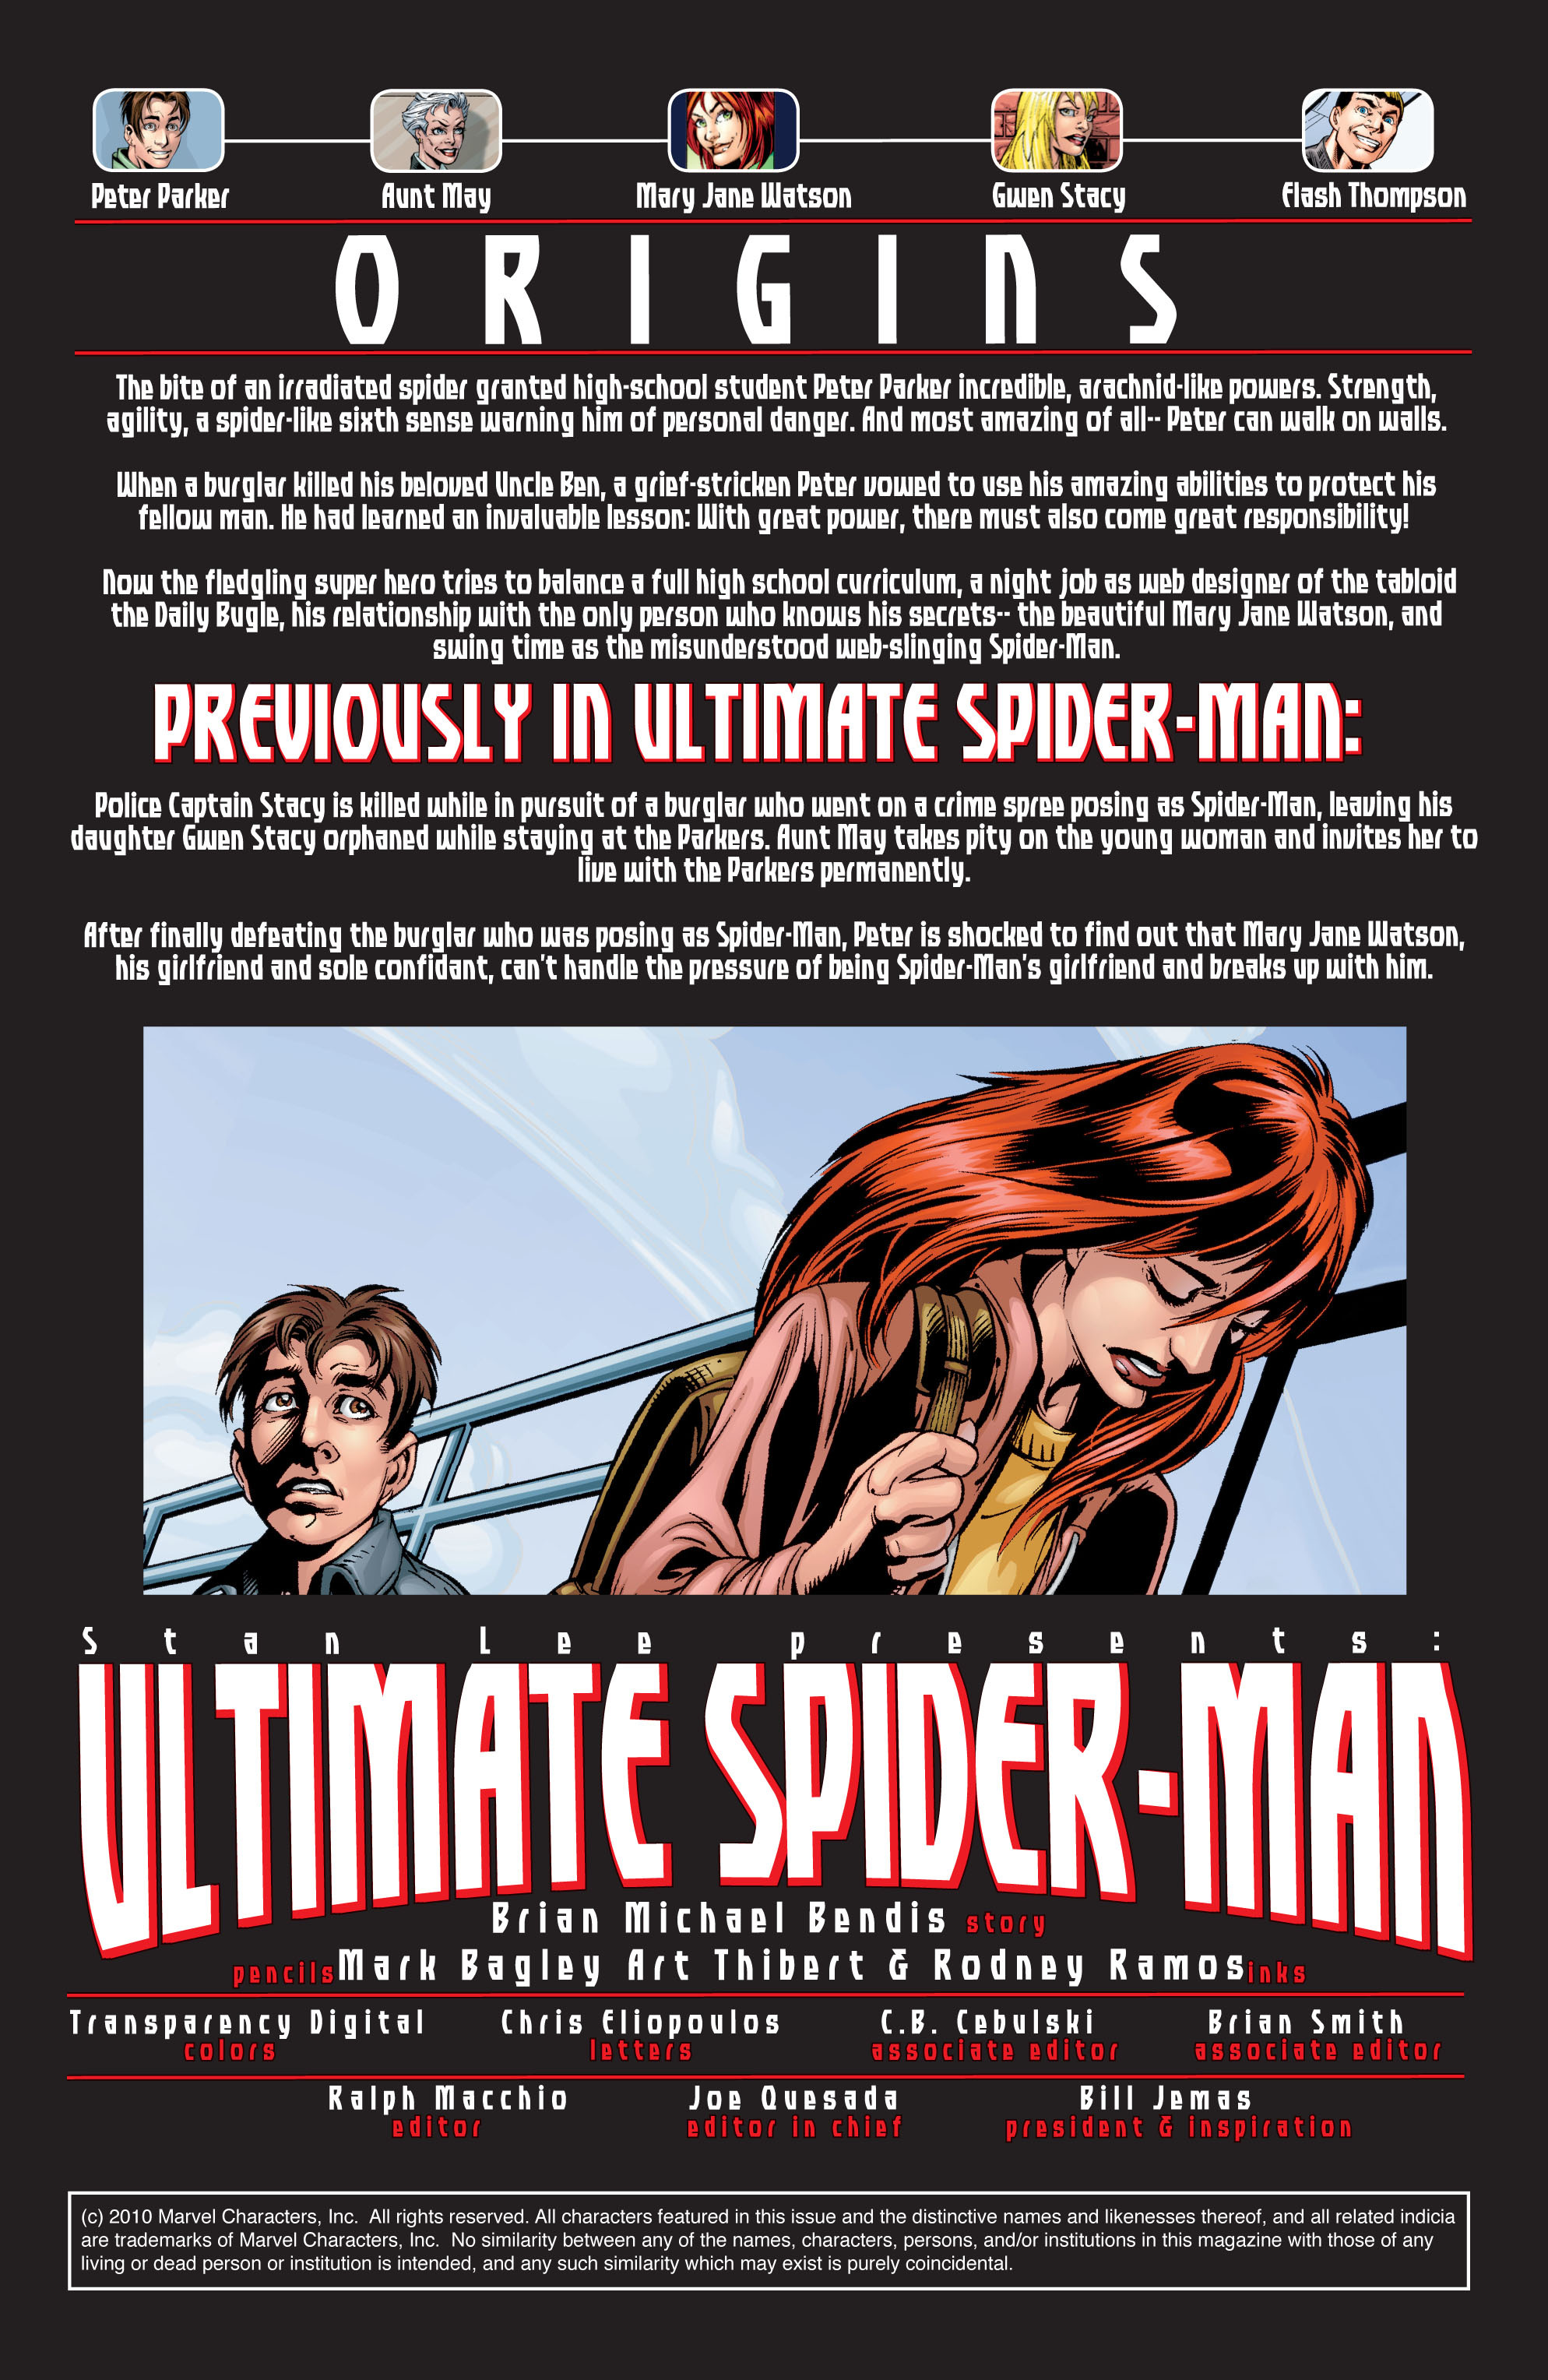 Peter Parker Aunt May Mary Jane Watson Gwen Stacy Flash Thompson
ORIGINS
The bite of an irradiated spider granted high-school student Peter Parker incredible, arachnid-like powers. Strength,
agility, a spider-like sixth sense warning him of personal danger. And most amazing of all-- Peter can walk on walls.
When a burglar killed his beloved Uncle Ben, a grief-stricken Peter vowed to use his amazing abilities to protect his
fellow man. He had learned an invaluable lesson: With great power, there must also come great responsibility!
Now the fledgling super hero tries to balance a full high school curriculum, a night job as web designer of the tabloid
the Daily Bugle, his relationship with the only person who knows his secrets-- the beautiful Mary Jane Watson, and
swing time as the misunderstood web-slinging Spider-Man.
PREVIOUSLY IN ULTIMATE SPIDER-MAN:
Police Captain Stacy is killed while in pursuit of a burglar who went on a crime spree posing as Spider-Man, leaving his
daughter Gwen Stacy orphaned while staying at the Parkers. Aunt May takes pity on the young woman and invites her to
live with the Parkers permanently.
After finally defeating the burglar who was posing as Spider-Man, Peter is shocked to find out that Mary Jane Watson,
his girlfriend and sole confidant, can't handle the pressure of being Spider-Man's girlfriend and breaks up with him.
Stan Lee presents:
ULTIMATE SPIDER-MAN
Brian Michael Bendis story
pencils Mark Bagley Art Thibert & Rodney Ramos inks
Transparency Digital Chris Eliopoulos C.B. Cebulski Brian Smith
colors letters associate editor associate editor
Ralph Macchio Joe Quesada Bill Jemas
editor editor in chief president & inspiration
(c) 2010 Marvel Characters, Inc. All rights reserved. All characters featured in this issue and the distinctive names and likenesses thereof, and all related indicia
are trademarks of Marvel Characters, Inc. No similarity between any of the names, characters, persons, and/or institutions in this magazine with those of any
living or dead person or institution is intended, and any such similarity which may exist is purely coincidental.